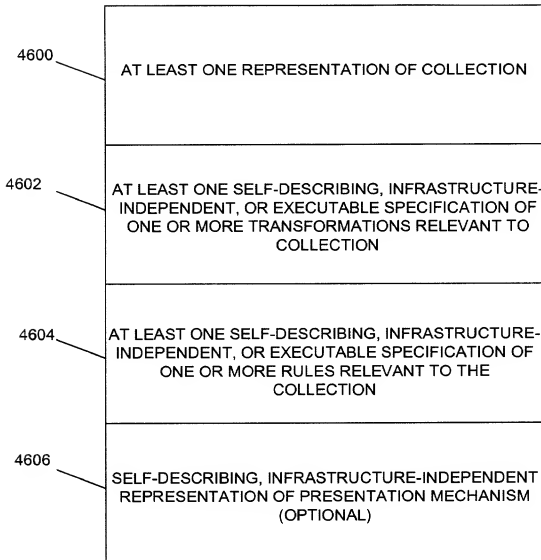 4600
AT LEAST ONE REPRESENTATION OF COLLECTION
4602
AT LEAST ONE SELF-DESCRIBING, INFRASTRUCTURE-
INDEPENDENT, OR EXECUTABLE SPECIFICATION OF
ONE OR MORE TRANSFORMATIONS RELEVANT TO
COLLECTION
4604
AT LEAST ONE SELF-DESCRIBING, INFRASTRUCTURE-
INDEPENDENT, OR EXECUTABLE SPECIFICATION OF
ONE OR MORE RULES RELEVANT TO THE
COLLECTION
4606
SELF-DESCRIBING, INFRASTRUCTURE-INDEPENDENT
REPRESENTATION OF PRESENTATION MECHANISM
(OPTIONAL)